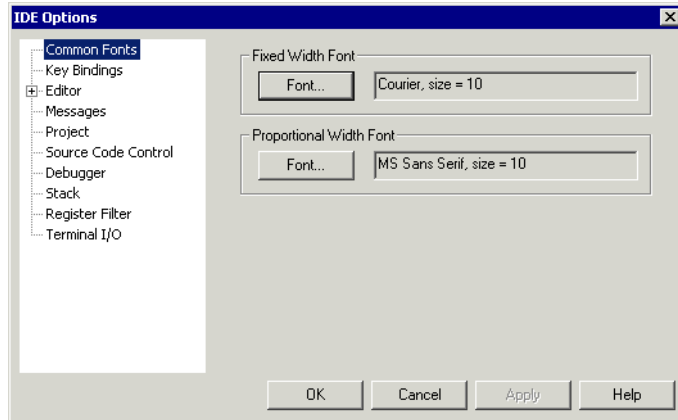 IDE Options
Common Fonts
Key Bindings
Editor
Messages
Project
Source Code Control
Debugger
Stack
Register Filter
Terminal I/O
Fixed Width Font
Font...
Courier, size = 10
Proportional Width Font
Font...
MS Sans Serif, size = 10
OK
Cancel
Apply
Help